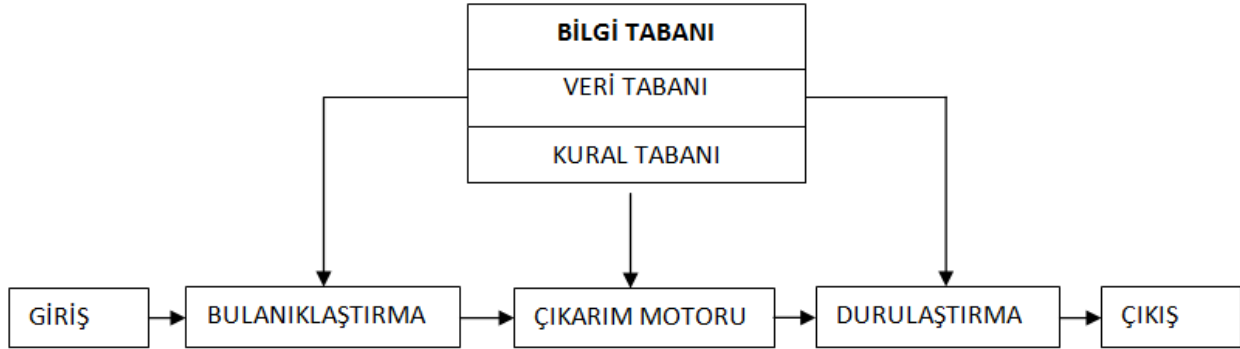 BİLGİ TABANI
VERİ TABANI
KURAL TABANI
GİRİŞ
BULANIKLAŞTIRMA
ÇIKARIM MOTORU
DURULAŞTIRMA
ÇIKIŞ